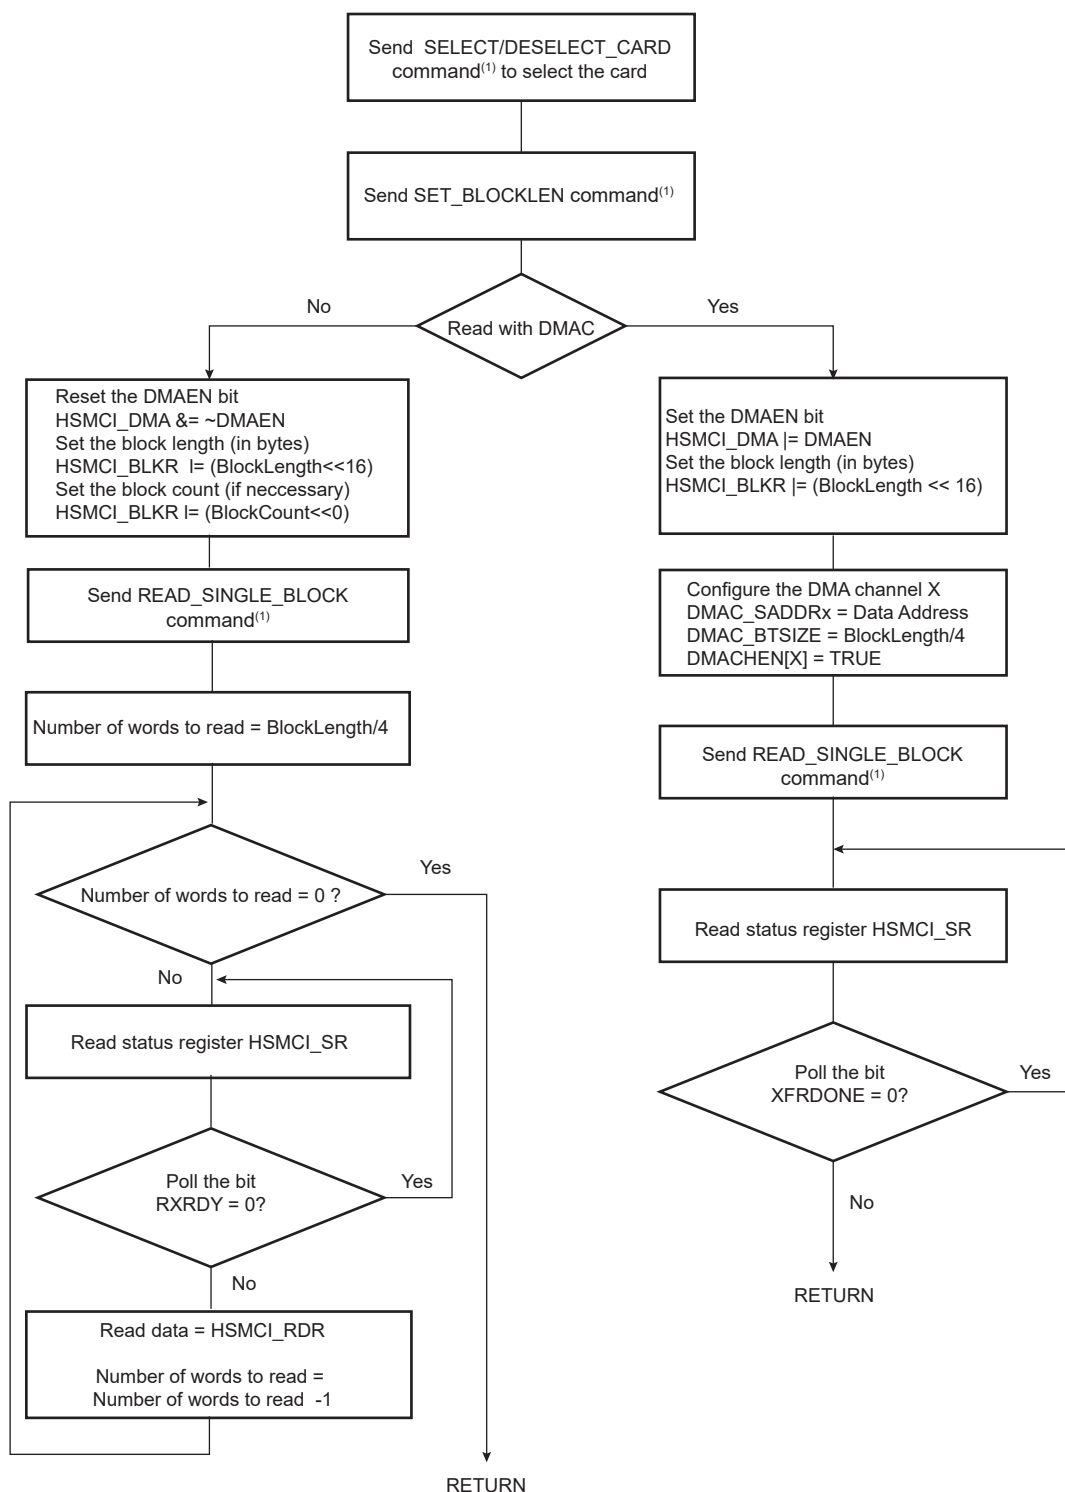 Send SELECT/DESELECT_CARD
command(1) to select the card
Send SET_BLOCKLEN command(1)
No
Yes
Read with DMAC
Reset the DMAEN bit
HSMCI_DMA &= ~DMAEN
Set the block length (in bytes)
HSMCI_BLKR l= (BlockLength<<16)
Set the block count (if neccessary)
HSMCI_BLKR l= (BlockCount<<0)
Send READ_SINGLE_BLOCK
command(1)
Number of words to read = BlockLength/4
Number of words to read = 0 ?
Yes
No
Read status register HSMCI_SR
Poll the bit
RXRDY = 0?
Yes
No
Read data = HSMCI_RDR
Number of words to read =
Number of words to read -1
RETURN
Set the DMAEN bit
HSMCI_DMA |= DMAEN
Set the block length (in bytes)
HSMCI_BLKR |= (BlockLength << 16)
Configure the DMA channel X
DMAC_SADDRx = Data Address
DMAC_BTSIZE = BlockLength/4
DMACHEN[X] = TRUE
Send READ_SINGLE_BLOCK
command(1)
Read status register HSMCI_SR
Poll the bit
XFRDONE = 0?
Yes
No
RETURN